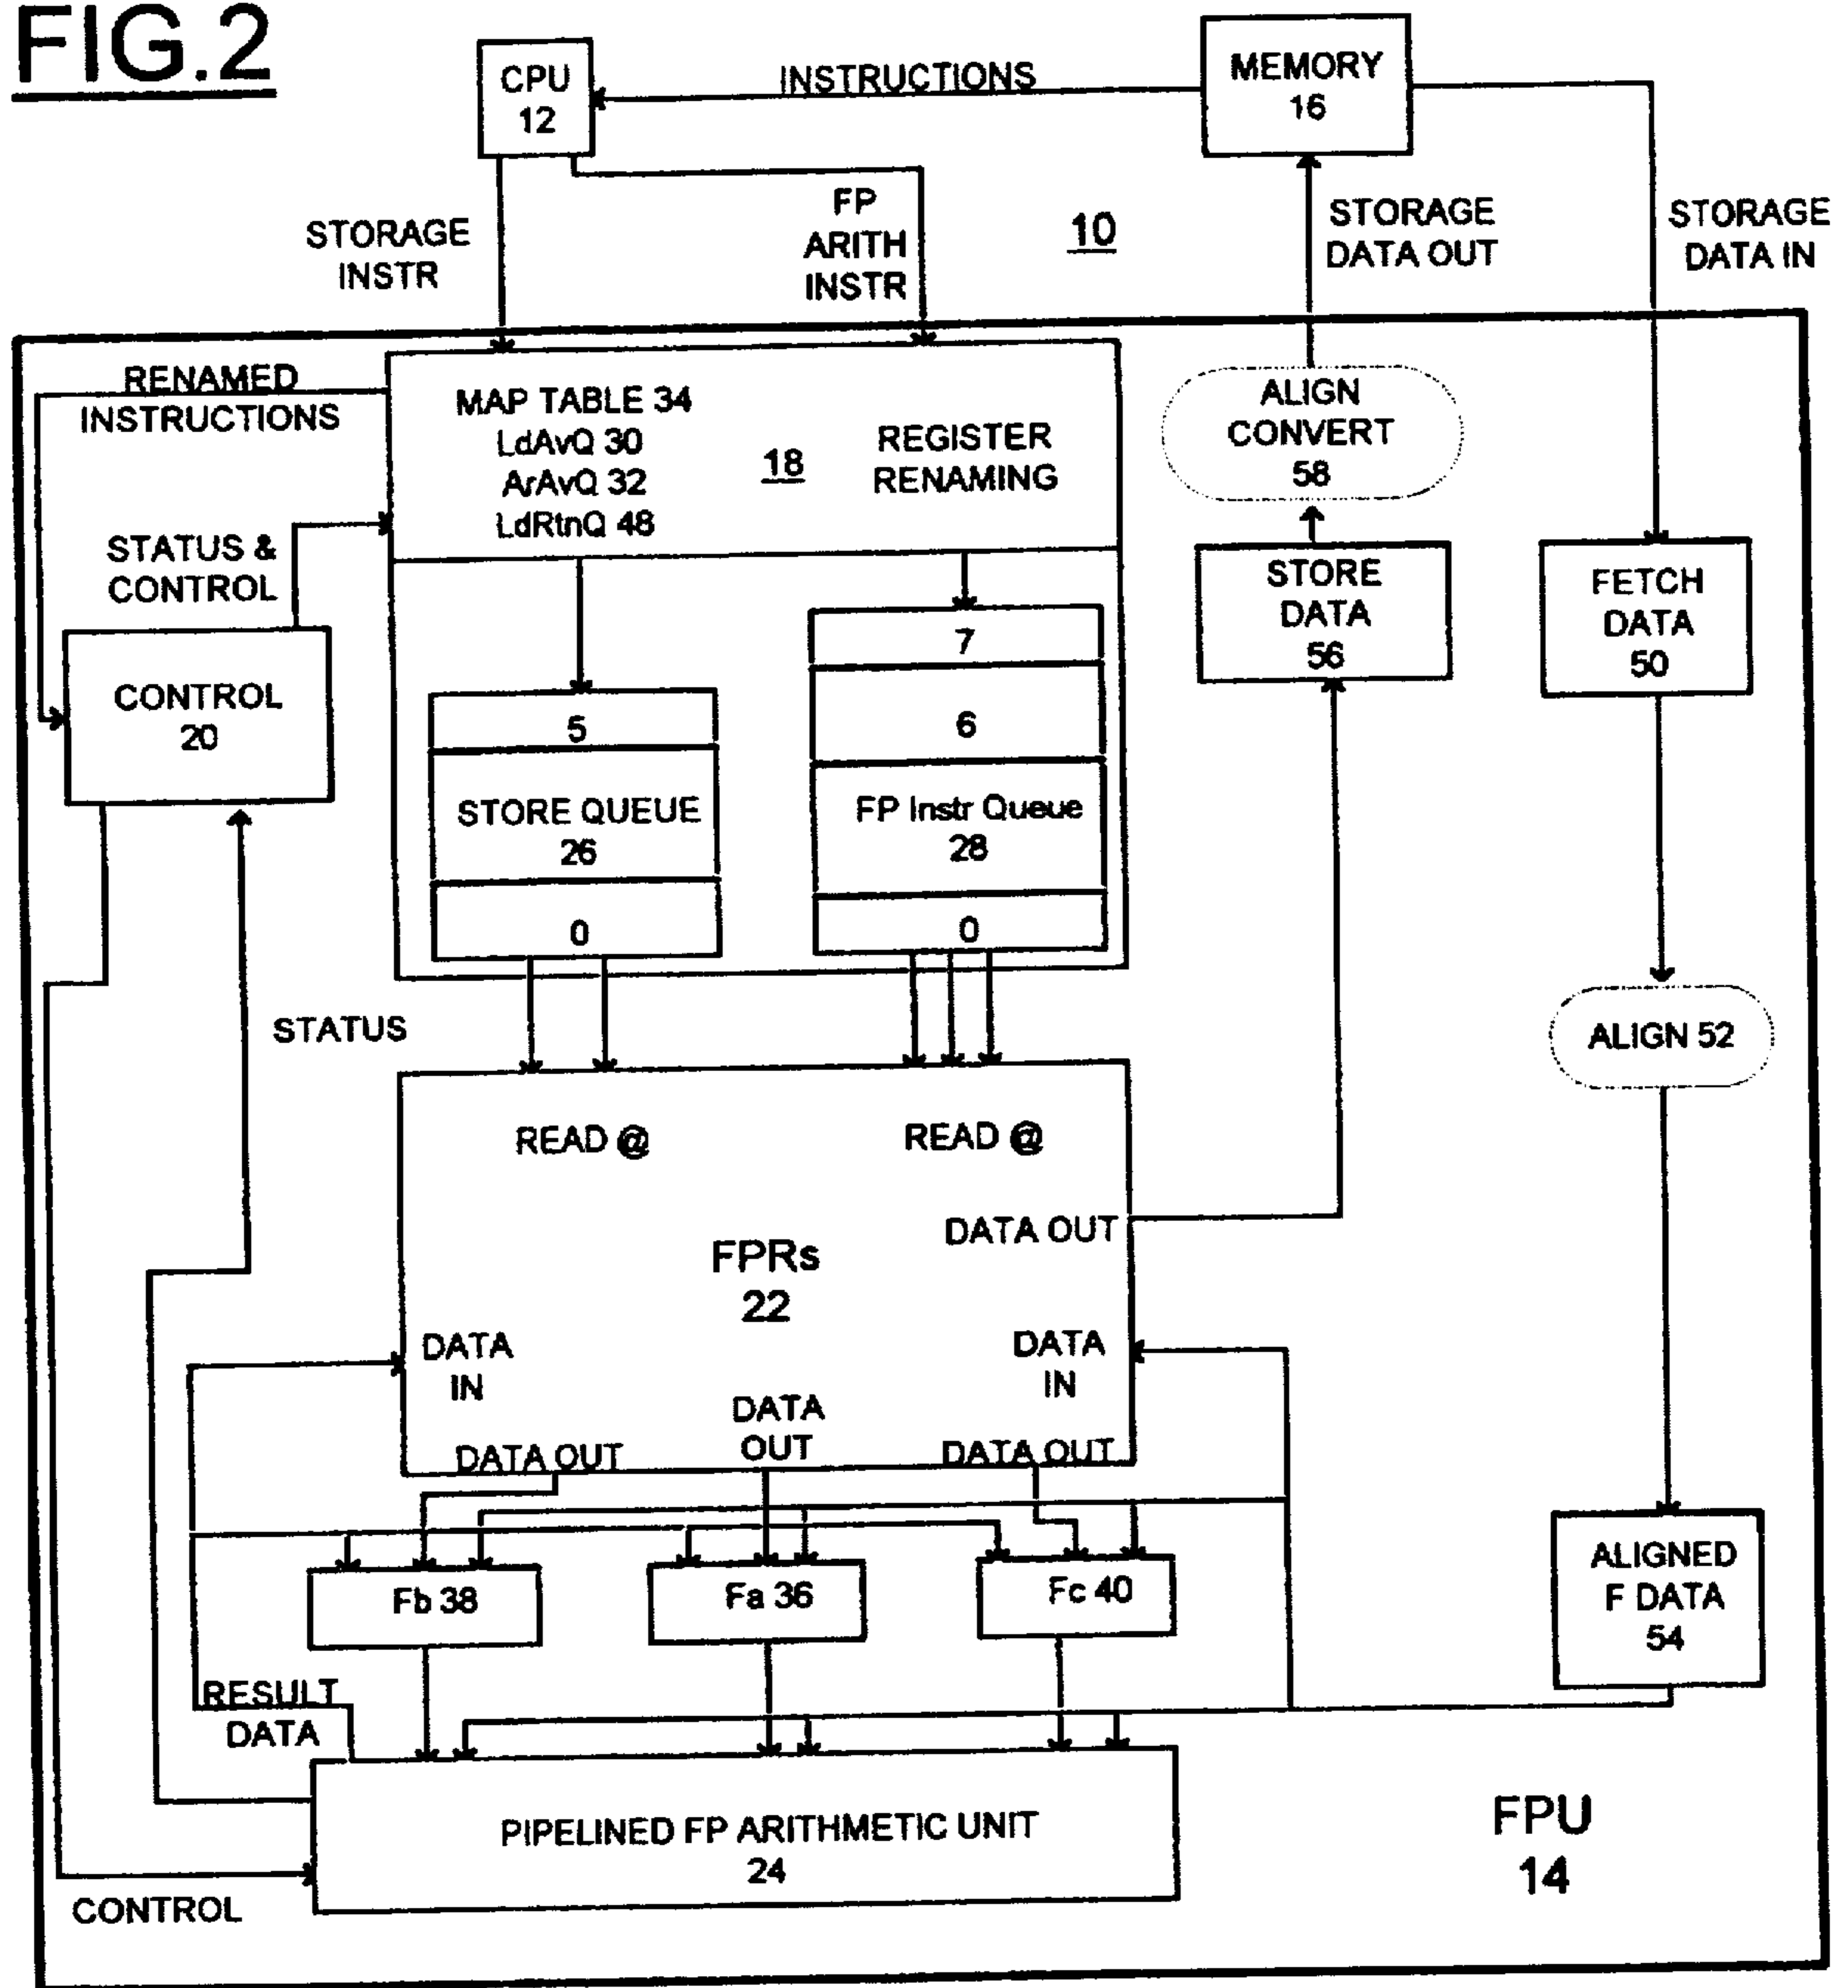 FIG.2
CPU
12
INSTRUCTIONS
MEMORY
16
STORAGE
INSTR
FP
ARITH
INSTR
10
STORAGE
DATA OUT
STORAGE
DATA IN
RENAMED
INSTRUCTIONS
MAP TABLE 34
LdAvQ 30
ArAvQ 32
LdRtnQ 48
18
REGISTER
RENAMING
ALIGN
CONVERT
58
STATUS &
CONTROL
STORE
DATA
56
FETCH
DATA
50
CONTROL
20
5
STORE QUEUE
26
0
7
6
FP Instr Queue
28
0
STATUS
ALIGN 52
READ @
READ @
DATA OUT
FPRs
22
DATA
IN
DATA
IN
DATA OUT
DATA
OUT
DATA OUT
Fb 38
Fa 36
Fc 40
ALIGNED
F DATA
54
RESULT
DATA
PIPELINED FP ARITHMETIC UNIT
24
CONTROL
FPU
14